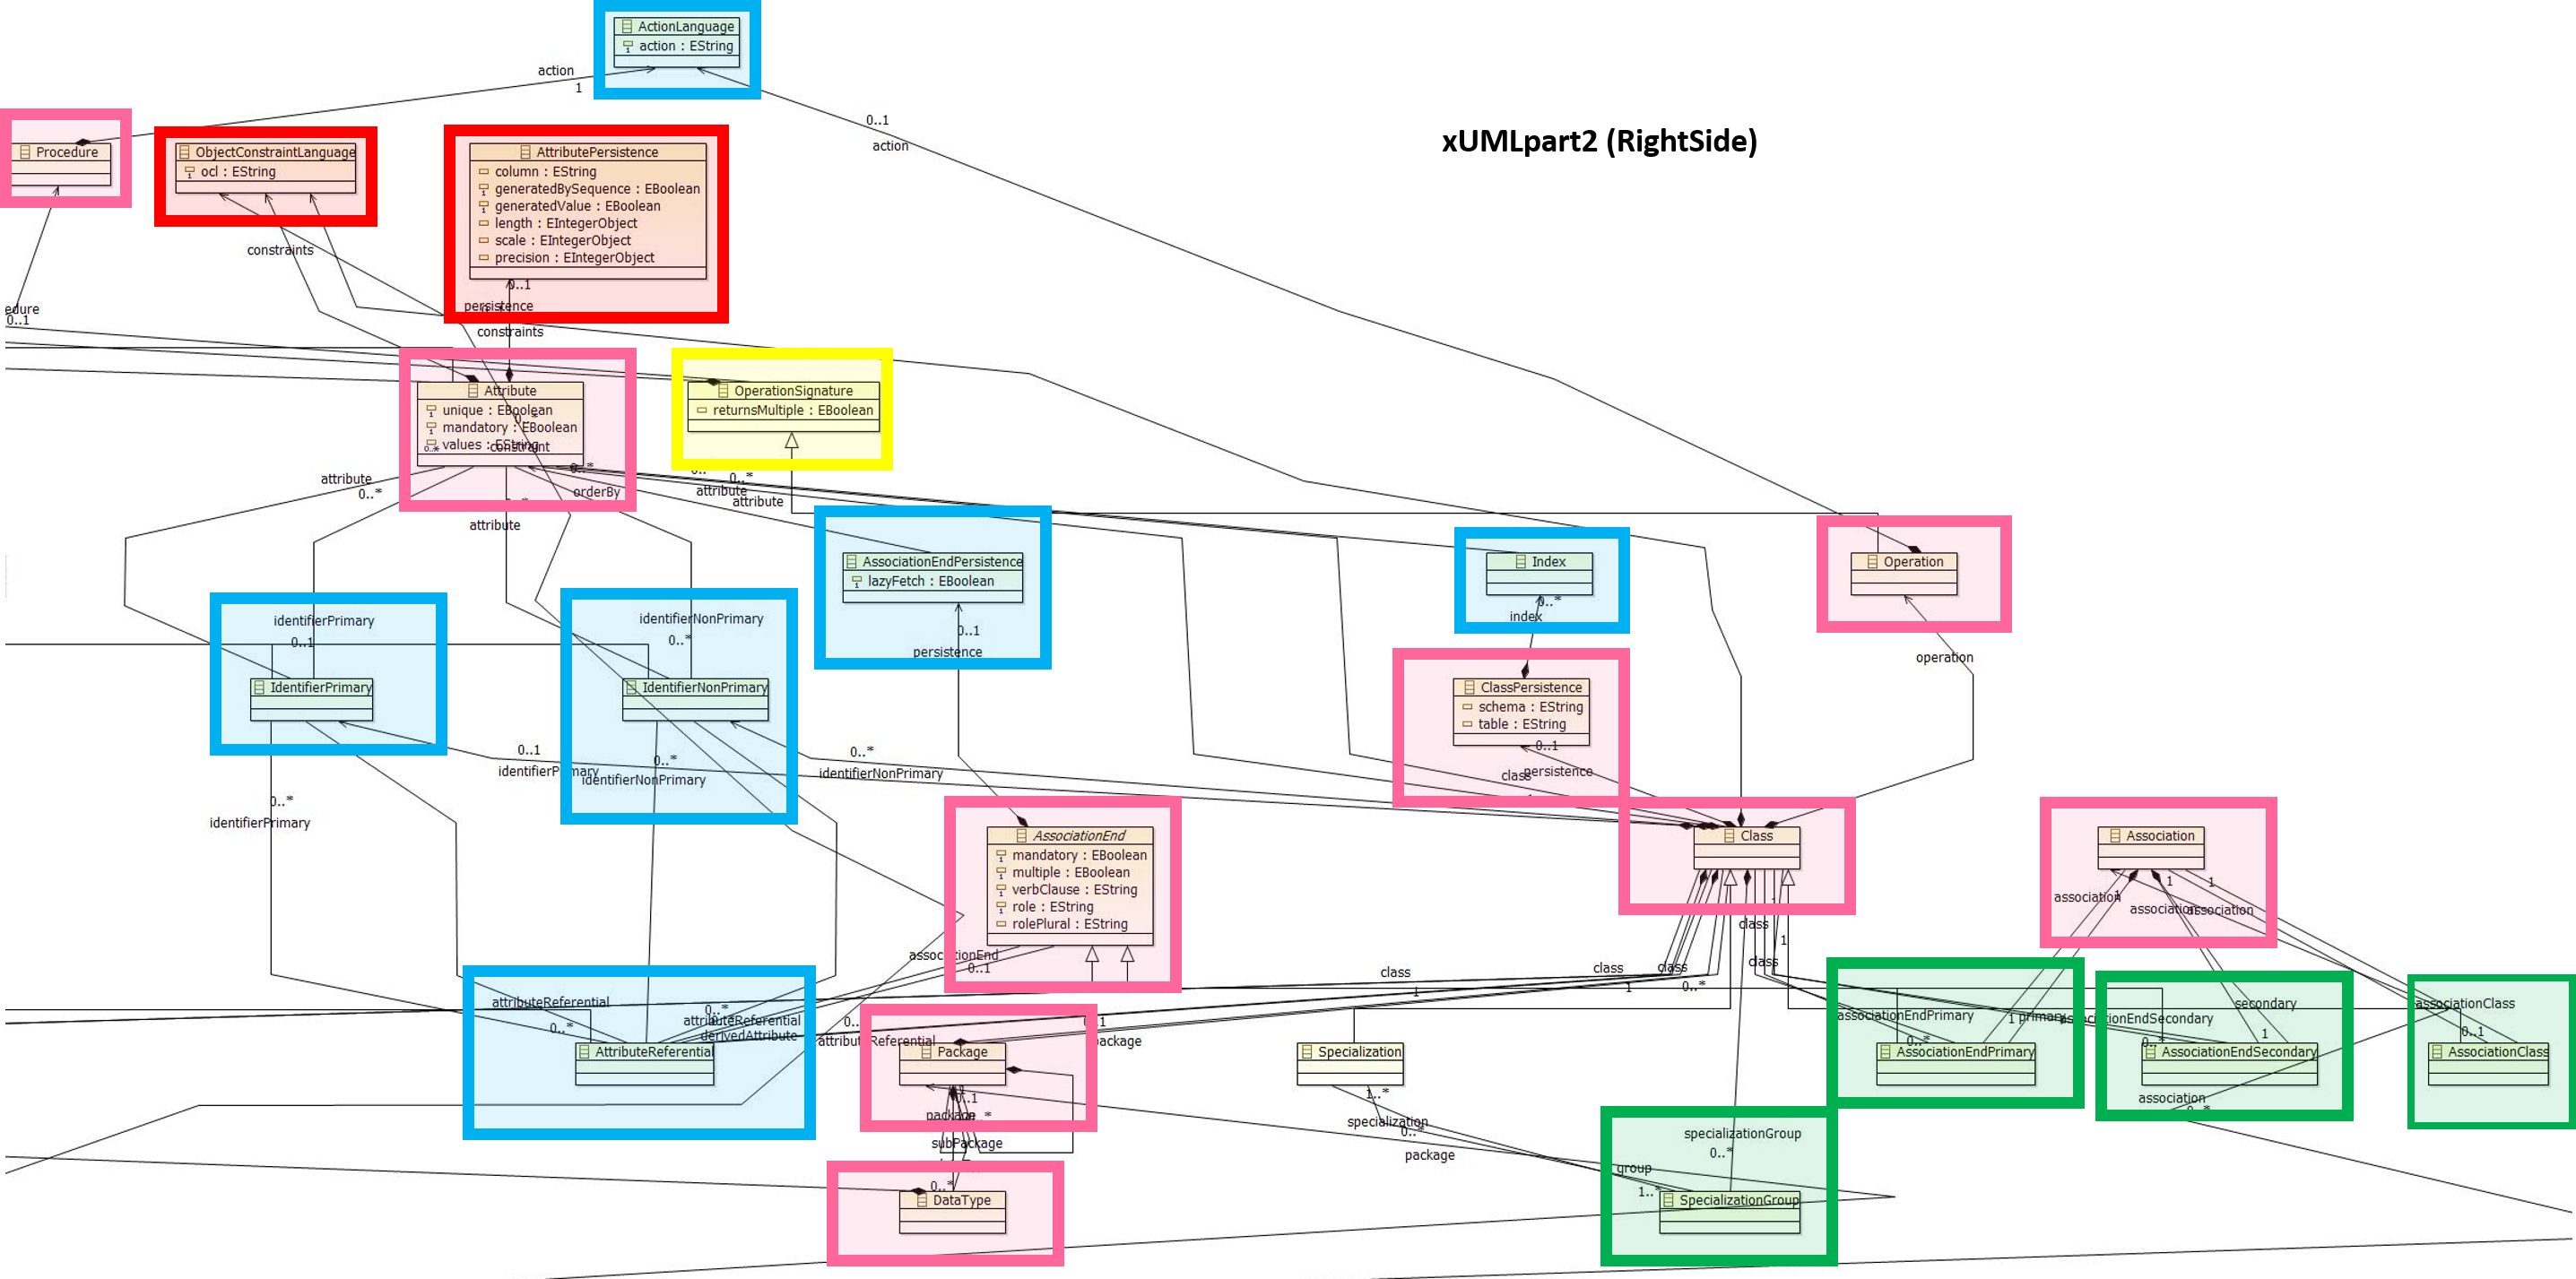 ActionLanguage
action : EString
action
1
0..1
action
xUMLpart2 (RightSide)
Procedure
ObjectConstraintLanguage
ocl : EString
AttributePersistence
column : EString
generatedBySequence : EBoolean
generatedValue : EBoolean
length : EIntegerObject
scale : EIntegerObject
precision : EIntegerObject
constraints
0..1
persistence
constraints
edure
0..1
Attribute
unique : EBoolean
mandatory : EBoolean
values : EString
0..*
0..*
constraint
OperationSignature
returnsMultiple : EBoolean
attribute
0..*
0..*
orderBy
attribute
0..*
attribute
attribute
AssociationEndPersistence
lazyFetch : EBoolean
0..1
persistence
Index
0..*
index
Operation
operation
identifierPrimary
0..1
IdentifierPrimary
identifierNonPrimary
0..*
IdentifierNonPrimary
ClassPersistence
schema : EString
table : EString
0..1
persistence
class
0..1
identifierPrimary
0..*
identifierNonPrimary
0..*
identifierNonPrimary
0..*
identifierPrimary
AssociationEnd
mandatory : EBoolean
multiple : EBoolean
verbClause : EString
role : EString
rolePlural : EString
Class
Association
1
1
1
association
association
association
class
1
class
associationEnd
0..1
class
1
class
1
class
0..*
attributeReferential
0..*
0..*
attributeReferential
derivedAttribute
AttributeReferential
0..
attributeReferential
Package
0..1
package
0..1
package
0..*
subPackage
Specialization
1..*
specialization
0..*
package
associationEndPrimary
0..*
AssociationEndPrimary
1 primary
associationEndSecondary
secondary
1
0..*
AssociationEndSecondary
associationClass
0..1
AssociationClass
association
0..*
specializationGroup
0..*
group
1..*
SpecializationGroup
0..*
DataType